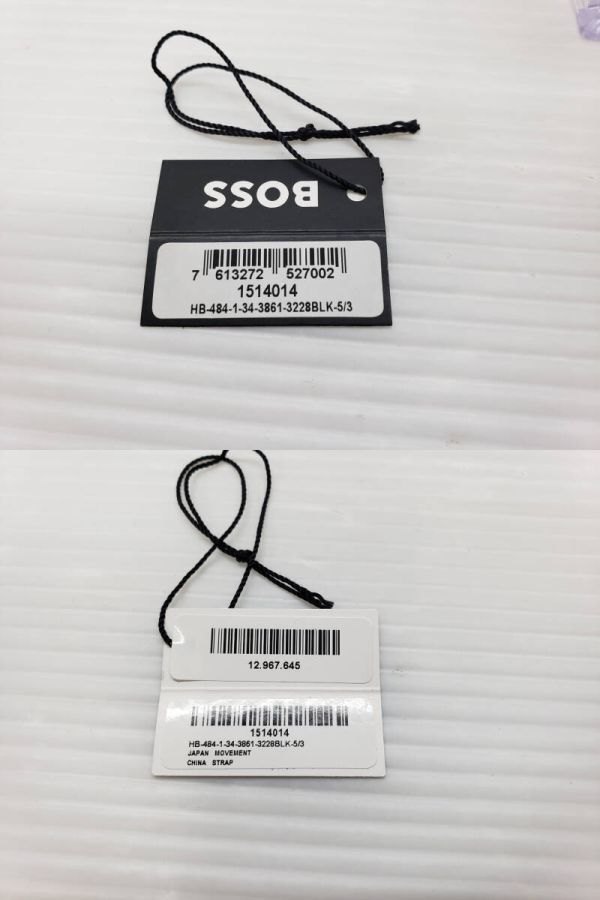 BOSS
7 613272 527002
1514014
HB-484-1-34-3861-3228BLK-5/3
12.967.645
1514014
HB-484-1-34-3861-3228BLK-5/3
JAPAN MOVEMENT
CHINA STRAP